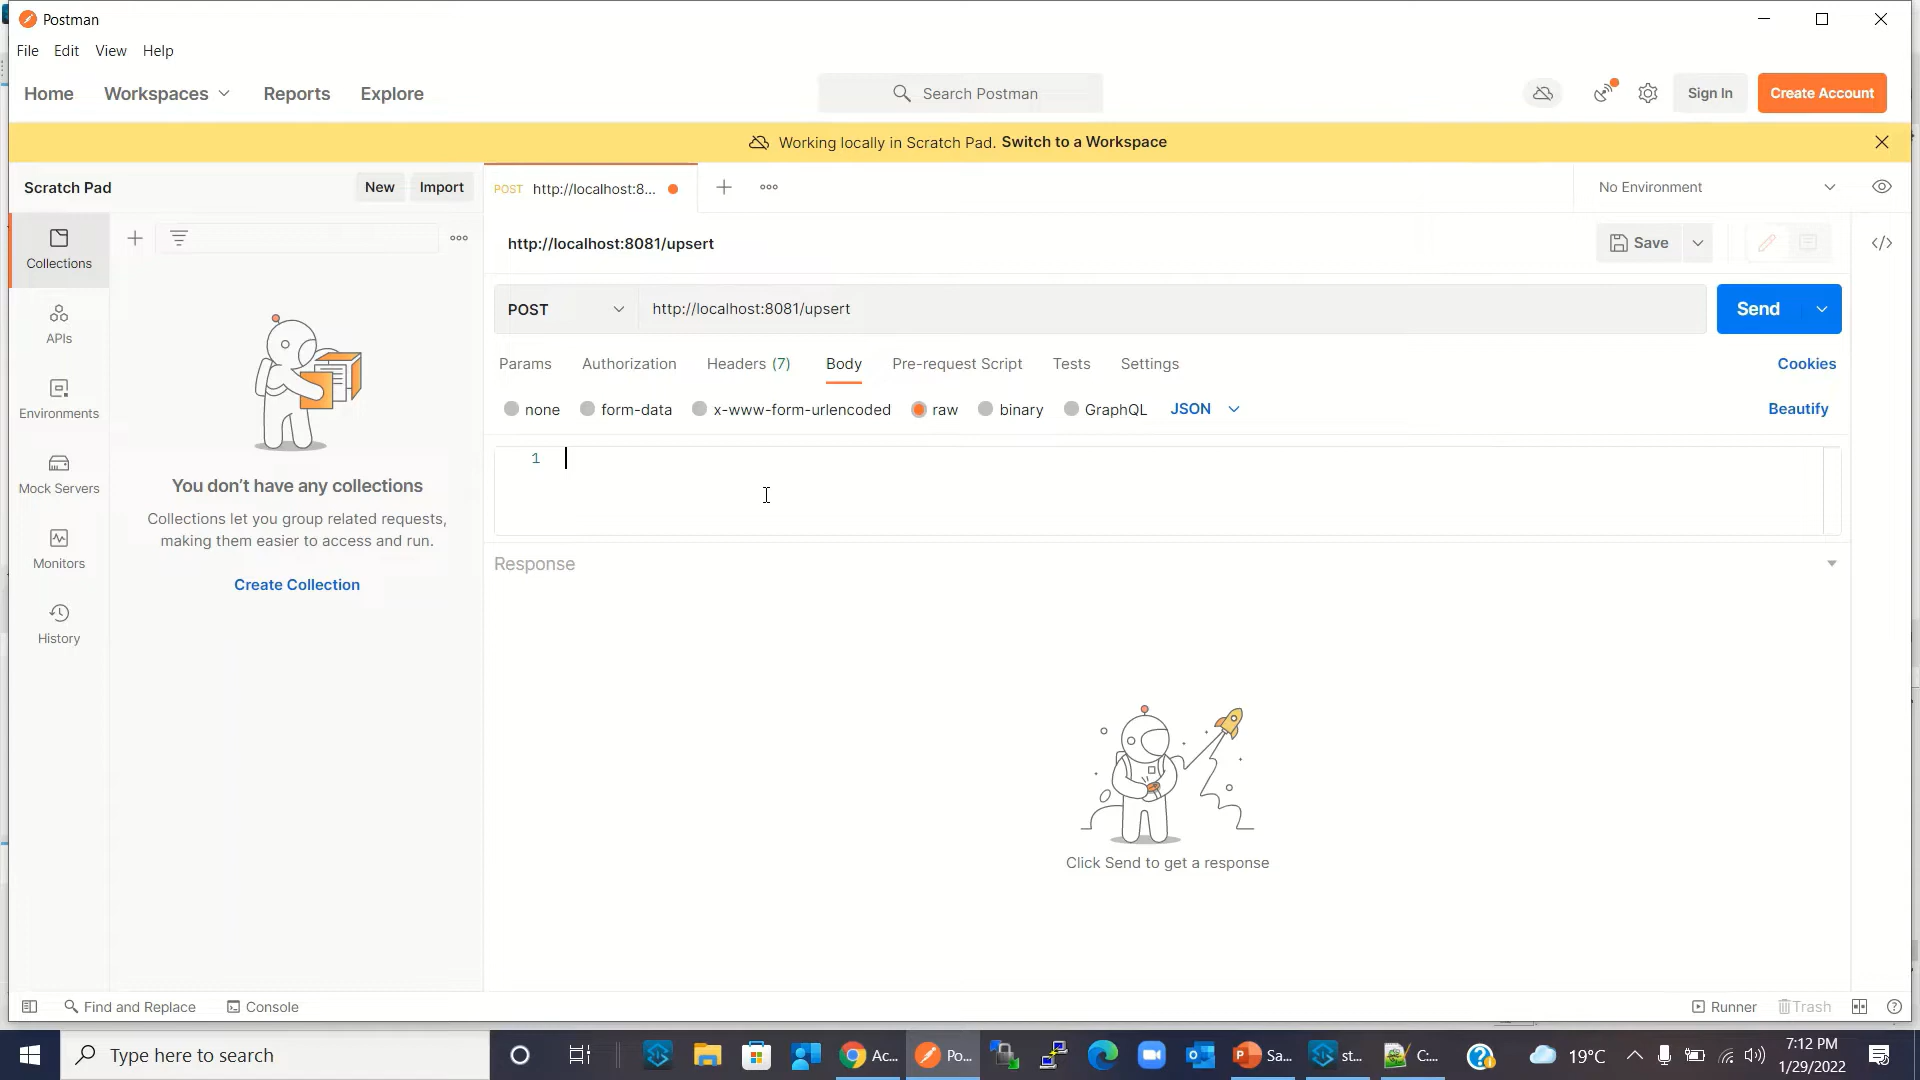 Postman
File Edit View Help
Home Workspaces Reports Explore Search Postman Sign In Create Account
Working locally in Scratch Pad. Switch to a Workspace
Scratch Pad New Import POST http://localhost:8... No Environment
http://localhost:8081/upsert Save
Collections
POST http://localhost:8081/upsert Send
APIs
Params Authorization Headers (7) Body Pre-request Script Tests Settings Cookies
Environments
none form-data x-www-form-urlencoded raw binary GraphQL JSON Beautify
1
Mock Servers
You don't have any collections
Collections let you group related requests,
making them easier to access and run.
Monitors
Response
Create Collection
History
Click Send to get a response
Find and Replace Console Runner Trash
Type here to search Ac... Po... Sa... st... C:... 19°C 7:12 PM
1/29/2022